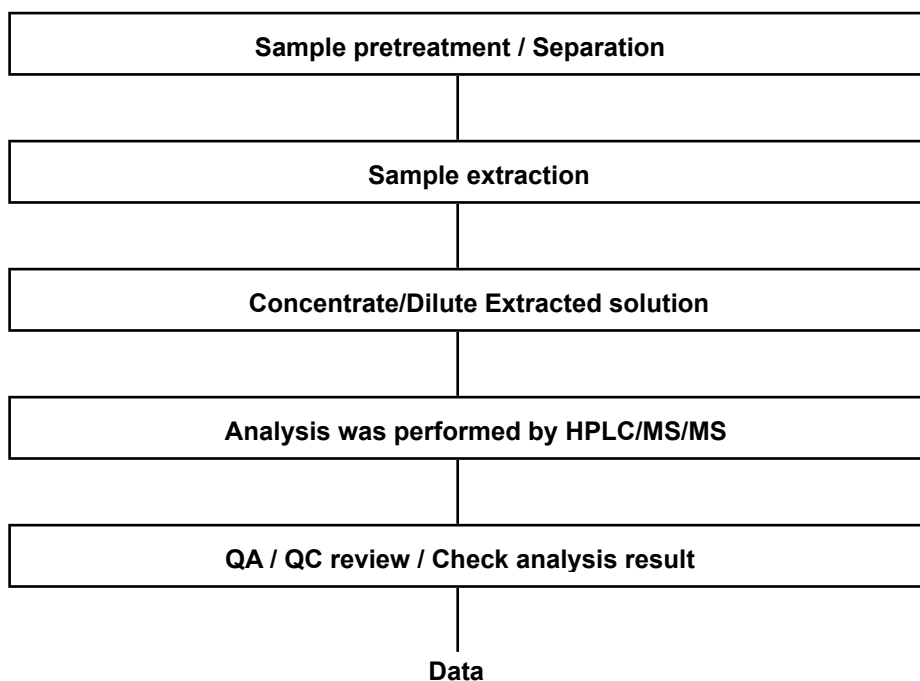 Sample pretreatment / Separation
Sample extraction
Concentrate/Dilute Extracted solution
Analysis was performed by HPLC/MS/MS
QA / QC review / Check analysis result
Data